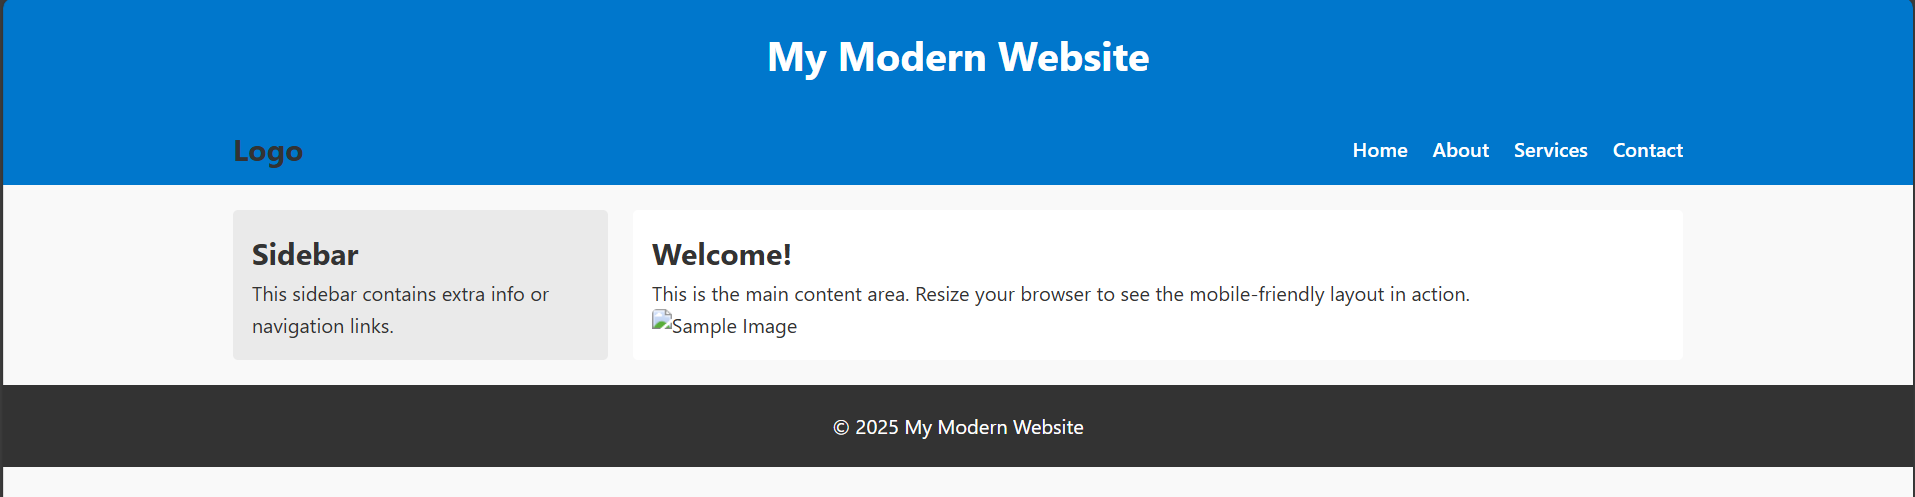 My Modern Website
Logo
Home About Services Contact
Sidebar
This sidebar contains extra info or
navigation links.
Welcome!
This is the main content area. Resize your browser to see the mobile-friendly layout in action.
Sample Image
© 2025 My Modern Website